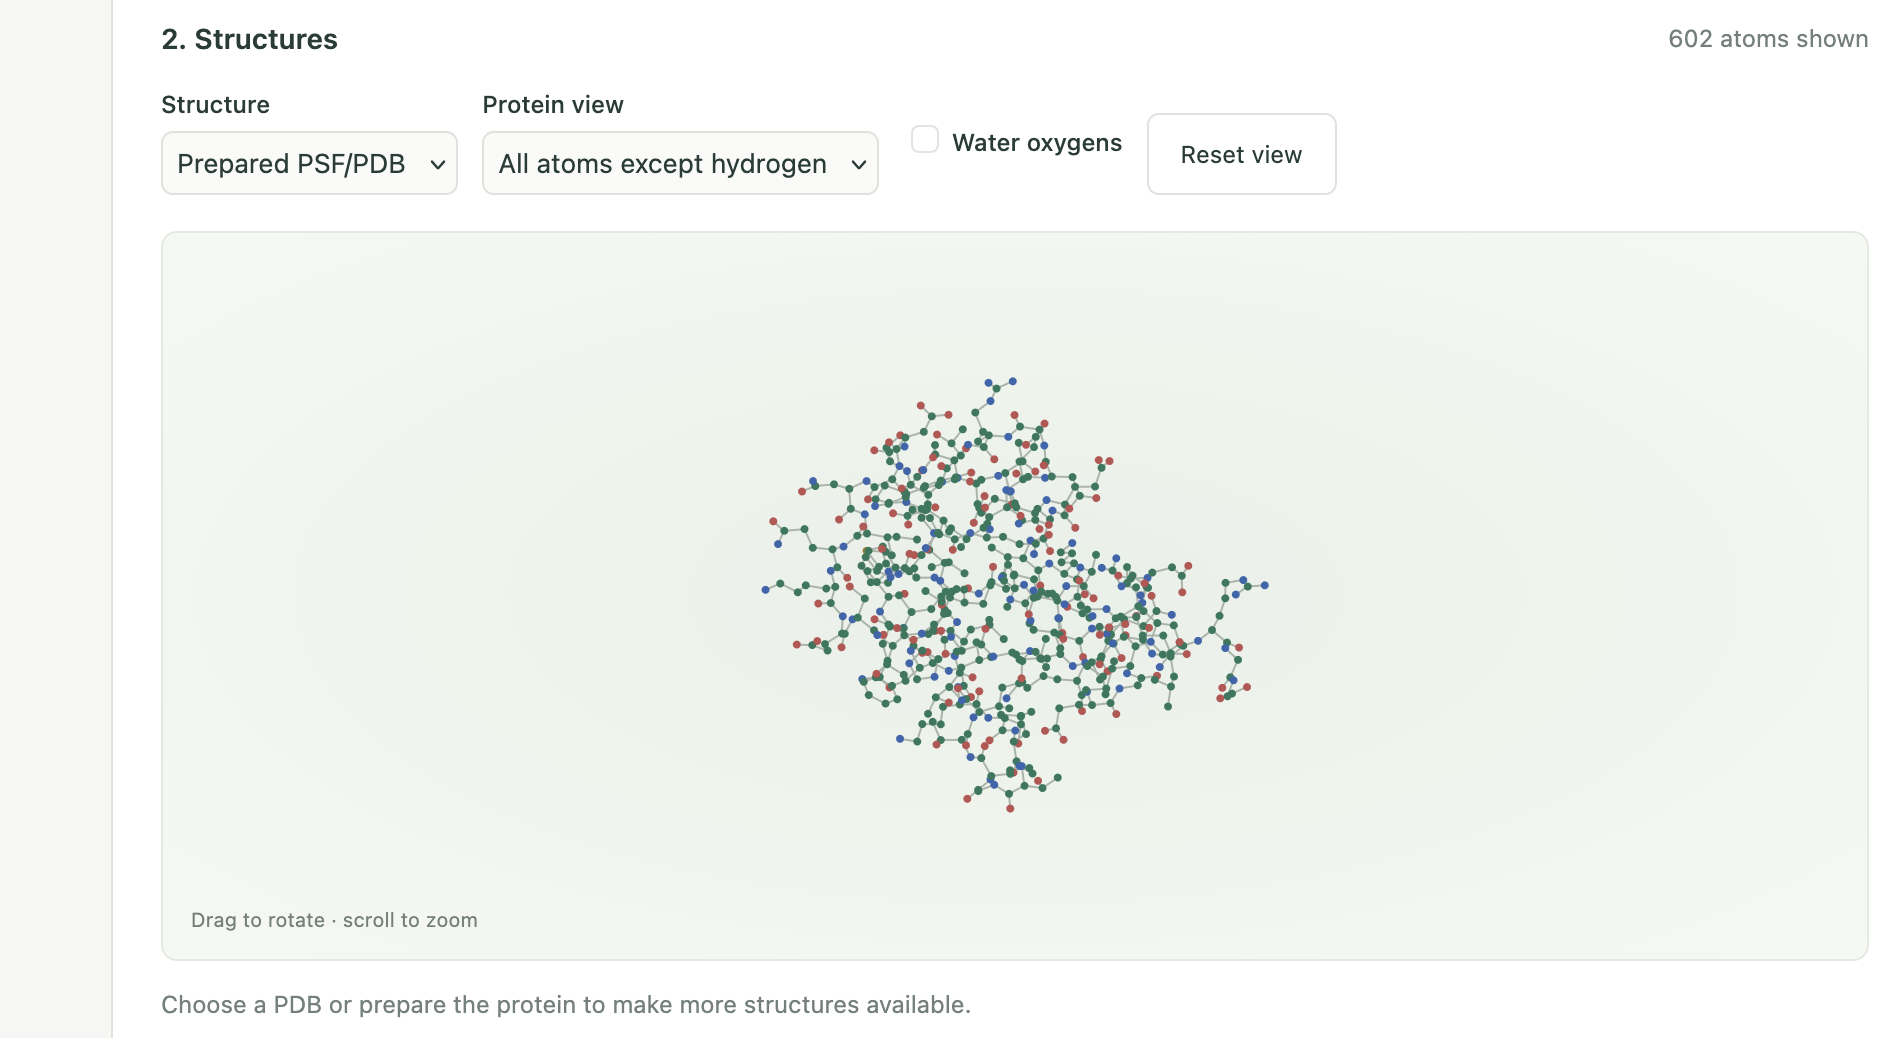 2. Structures
602 atoms shown
Structure
Protein view
Prepared PSF/PDB
All atoms except hydrogen
Water oxygens
Reset view
Drag to rotate · scroll to zoom
Choose a PDB or prepare the protein to make more structures available.